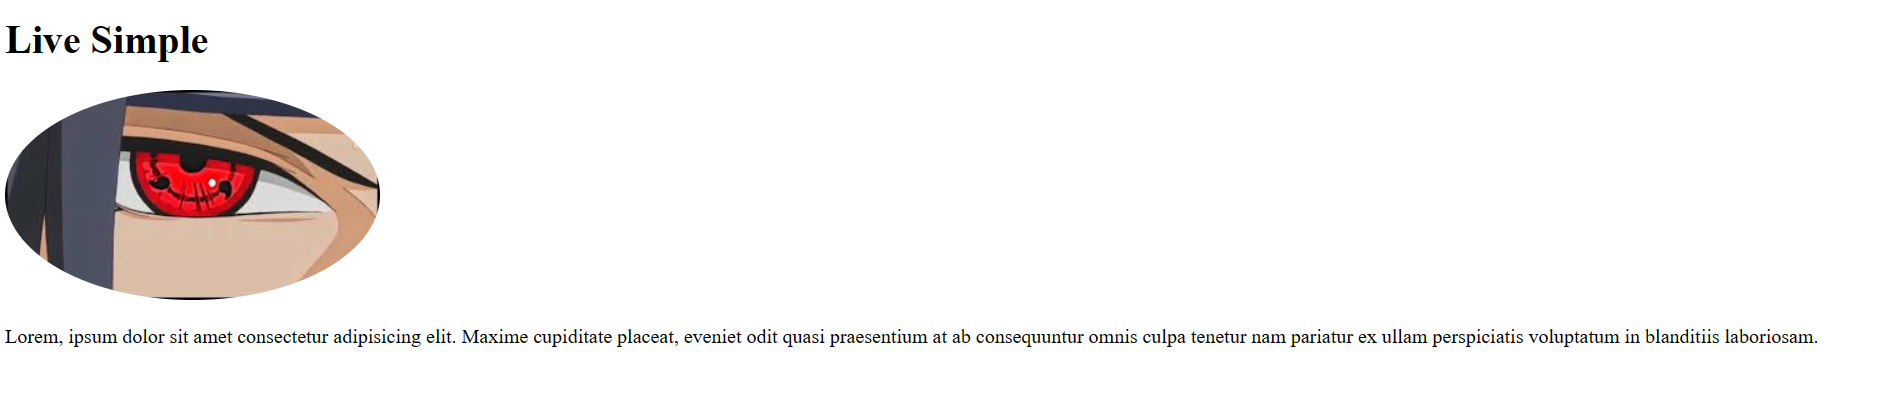 Live Simple
Lorem, ipsum dolor sit amet consectetur adipisicing elit. Maxime cupiditate placeat, eveniet odit quasi praesentium at ab consequuntur omnis culpa tenetur nam pariatur ex ullam perspiciatis voluptatum in blanditiis laboriosam.